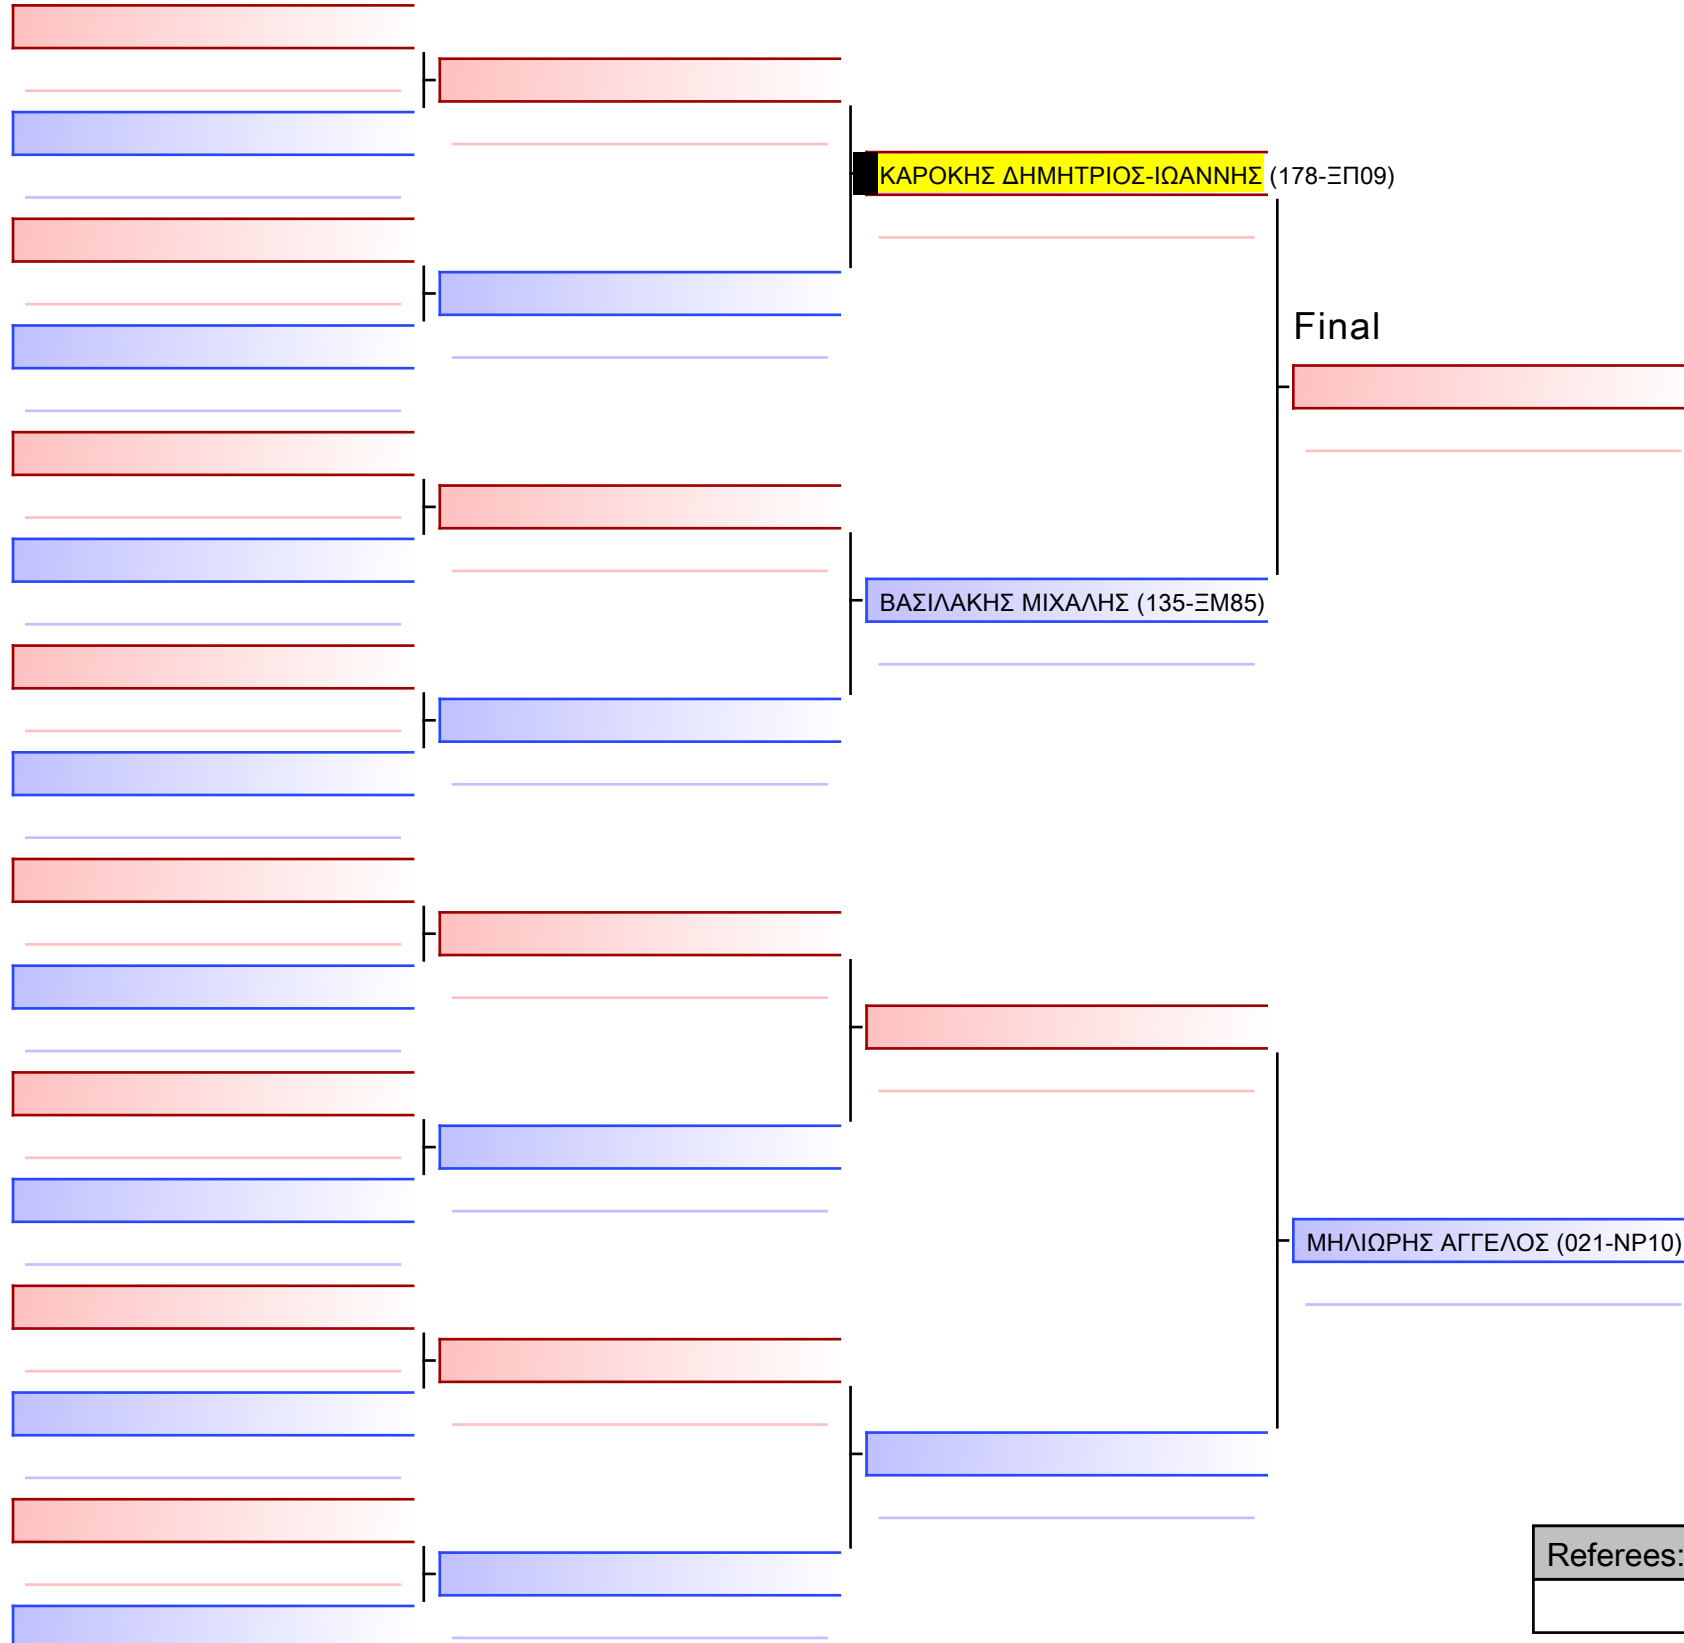 ΚΑΡΟΚΗΣ ΔΗΜΗΤΡΙΟΣ-ΙΩΑΝΝΗΣ (178-ΞΠ09)
Final
ΒΑΣΙΛΑΚΗΣ ΜΙΧΑΛΗΣ (135-ΞΜ85)
ΜΗΛΙΩΡΗΣ ΑΓΓΕΛΟΣ (021-ΝΡ10)
Referees: